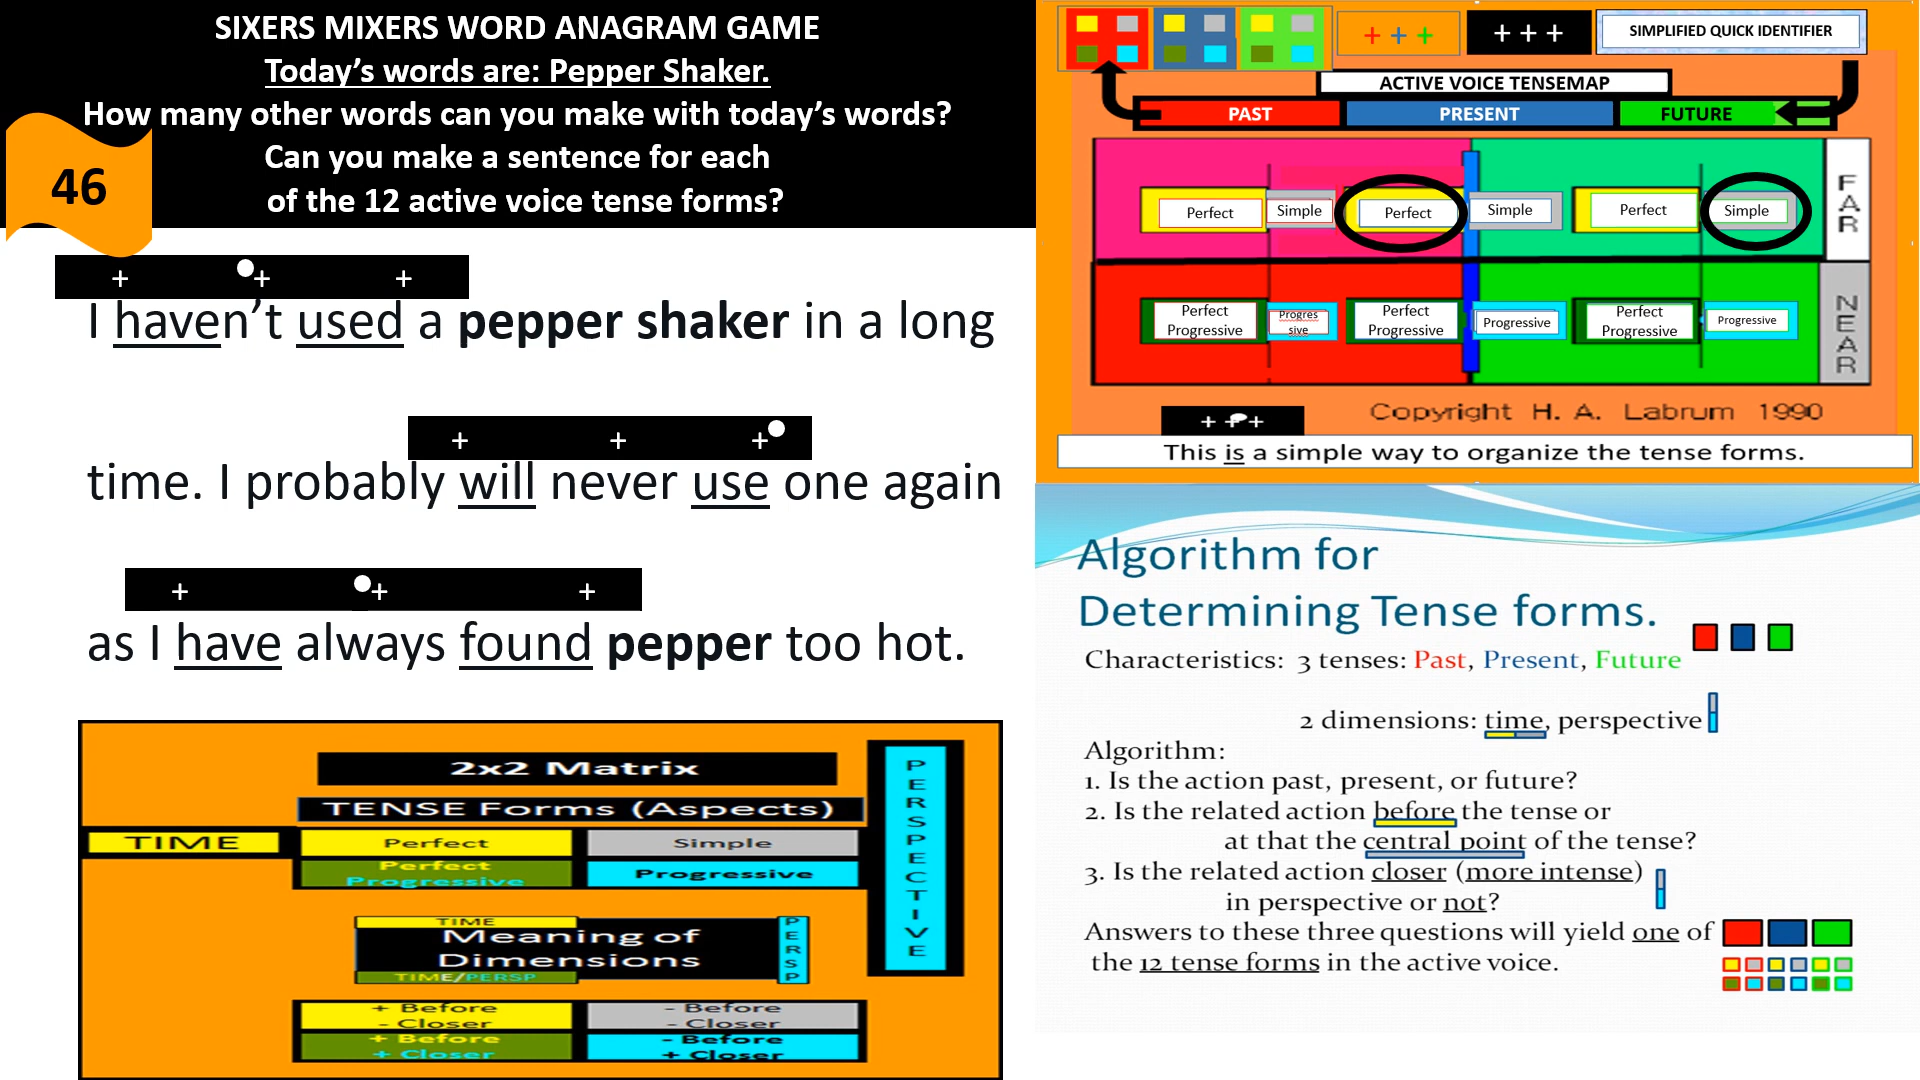 SIXERS MIXERS WORD ANAGRAM GAME
Today’s words are: Pepper Shaker.
How many other words can you make with today’s words?
Can you make a sentence for each
of the 12 active voice tense forms?
46
+ + +
I haven’t used a pepper shaker in a long
+ + +
time. I probably will never use one again
+ + +
as I have always found pepper too hot.
2x2 Matrix
TENSE Forms (Aspects)
TIME
Perfect Simple
Perfect Progressive
Progressive
PERSPECTIVE
TIME
Meaning of
Dimensions
TIME/PERSP
PERSP
+ Before - Before
- Closer - Closer
+ Before - Before
+ Closer + Closer
+ + + + + + SIMPLIFIED QUICK IDENTIFIER
ACTIVE VOICE TENSEMAP
PAST PRESENT FUTURE
Perfect Simple Perfect Simple Perfect Simple
FAR
Perfect Progressive Progres sive Perfect Progressive Progressive Perfect Progressive Progressive
NEAR
Copyright H. A. Labrum 1990
+ + +
This is a simple way to organize the tense forms.
Algorithm for
Determining Tense forms.
Characteristics: 3 tenses: Past, Present, Future
2 dimensions: time, perspective
Algorithm:
1. Is the action past, present, or future?
2. Is the related action before the tense or
at that the central point of the tense?
3. Is the related action closer (more intense)
in perspective or not?
Answers to these three questions will yield one of
the 12 tense forms in the active voice.